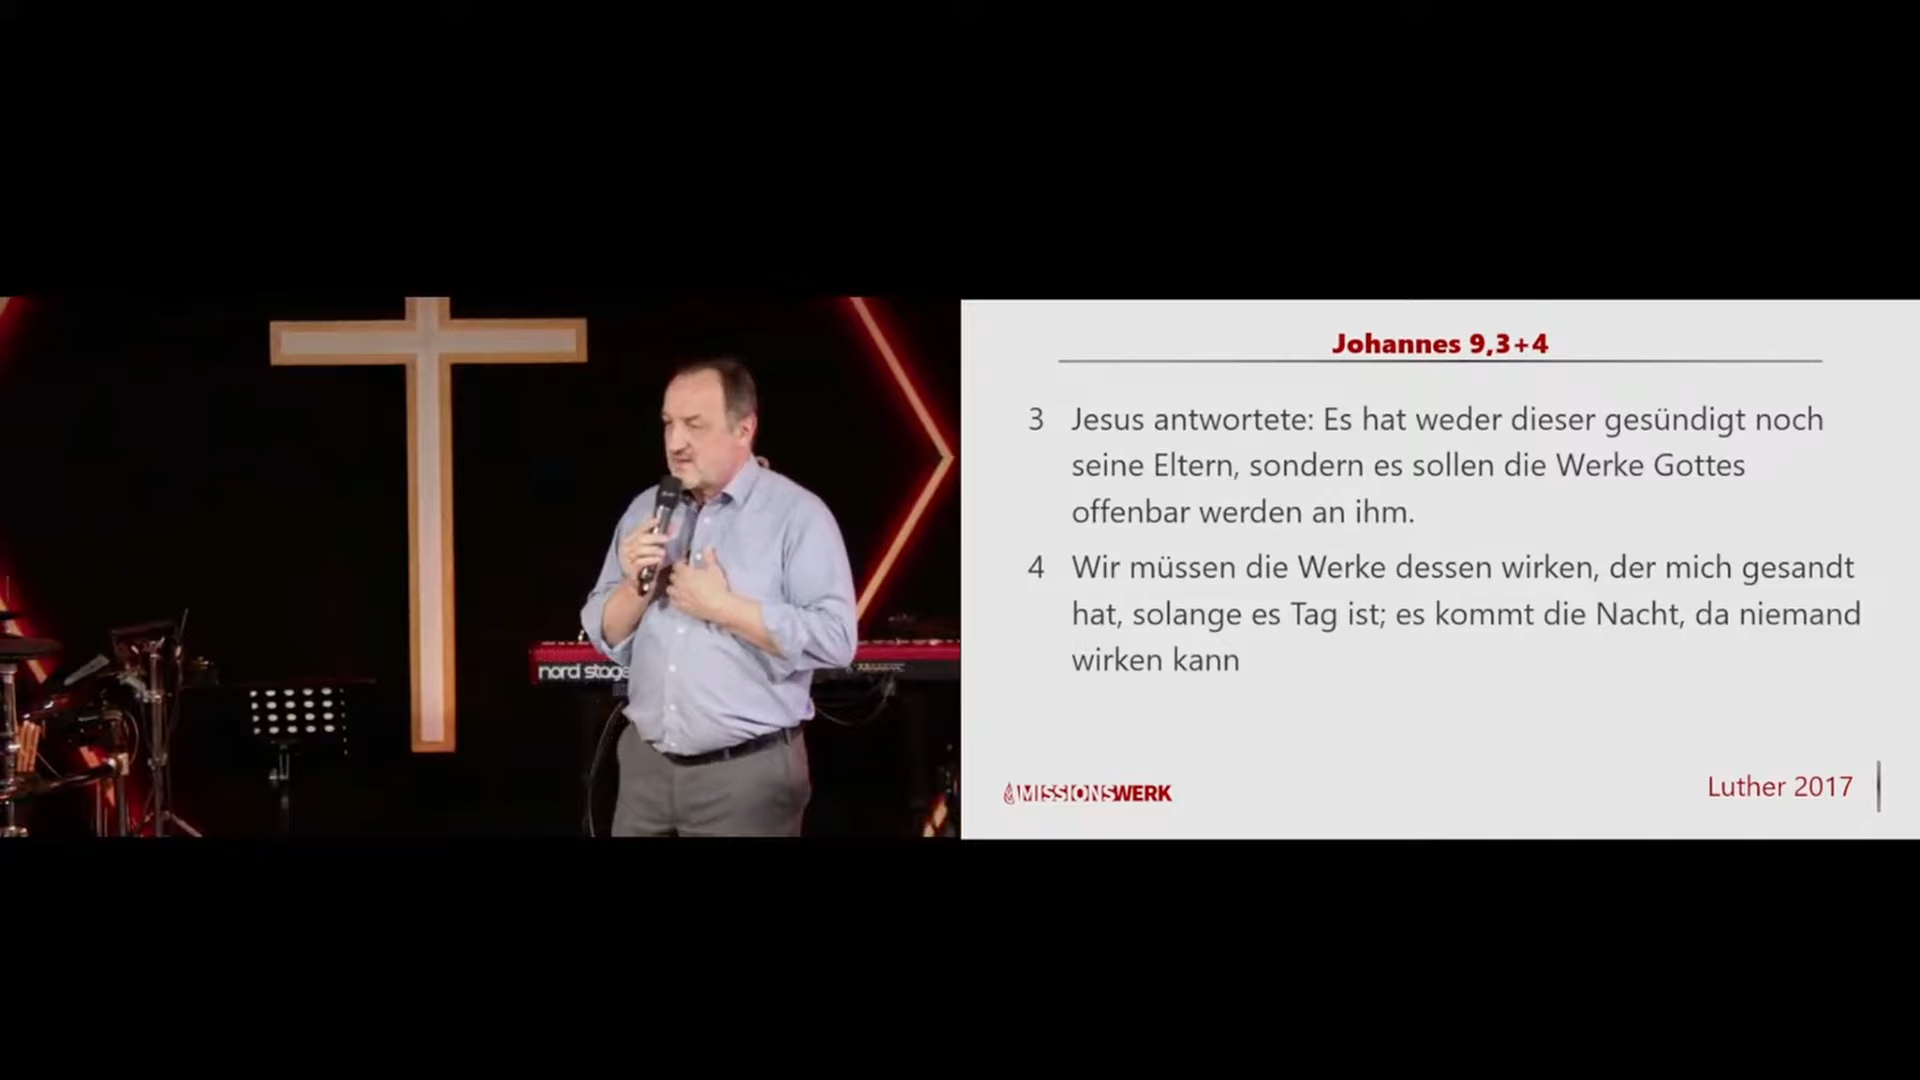 nord stage
Johannes 9,3+4
3 Jesus antwortete: Es hat weder dieser gesündigt noch
seine Eltern, sondern es sollen die Werke Gottes
offenbar werden an ihm.
4 Wir müssen die Werke dessen wirken, der mich gesandt
hat, solange es Tag ist; es kommt die Nacht, da niemand
wirken kann
MISSIONSWERK
Luther 2017